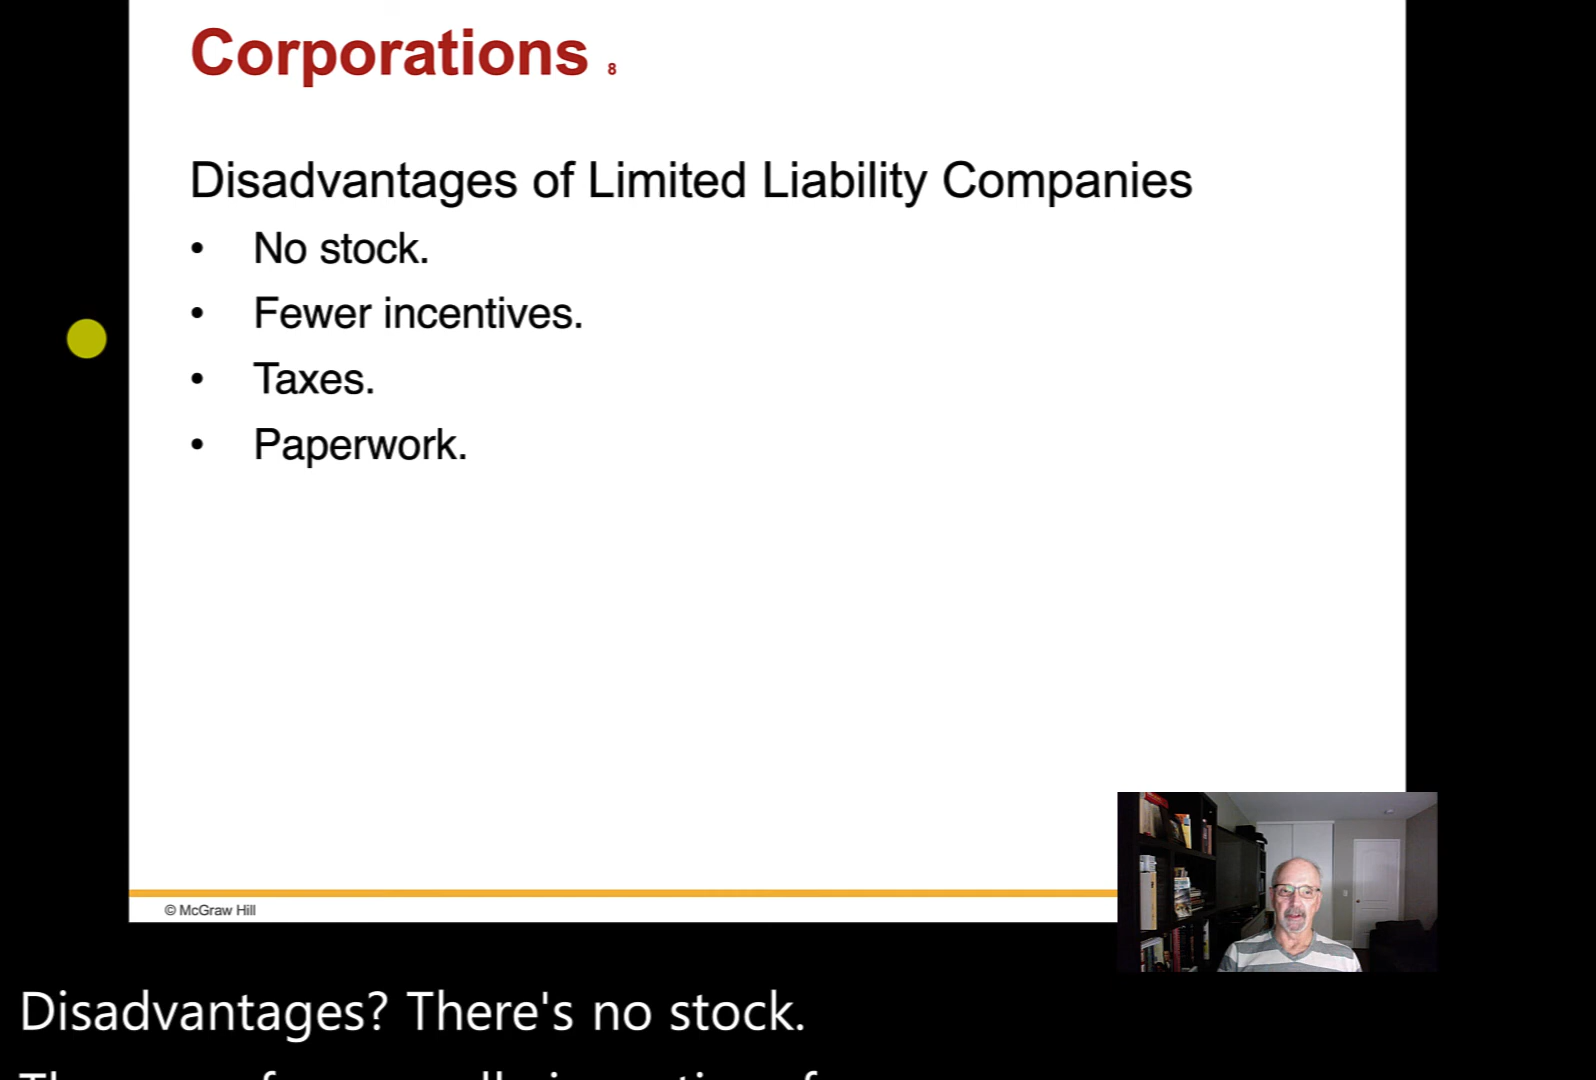 Corporations 8
Disadvantages of Limited Liability Companies
• No stock.
• Fewer incentives.
• Taxes.
• Paperwork.
© McGraw Hill
Disadvantages? There's no stock.